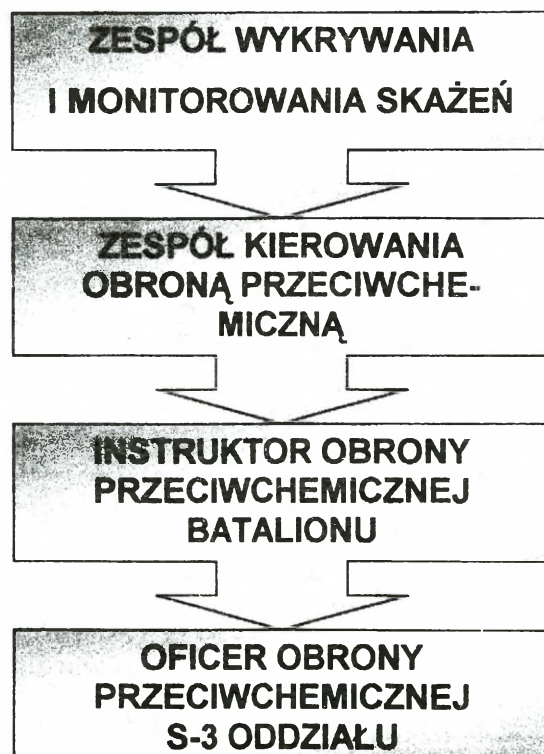 ZESPÓŁ WYKRYWANIA
I MONITOROWANIA SKAŻEŃ
ZESPÓŁ KIEROWANIA
OBRONĄ PRZECIWCHE-
MICZNĄ
INSTRUKTOR OBRONY
PRZECIWCHEMICZNEJ
BATALIONU
OFICER OBRONY
PRZECIWCHEMICZNEJ
S-3 ODDZIAŁU